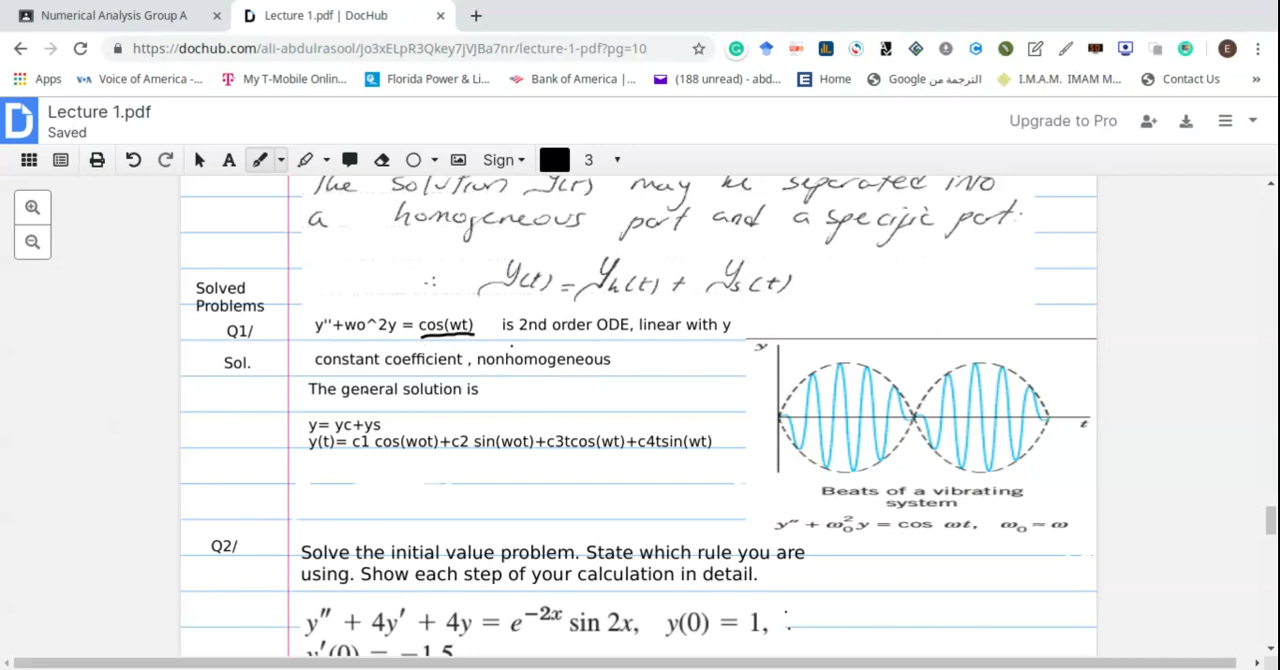 Numerical Analysis Group A
Lecture 1.pdf | DocHub
https://dochub.com/ali-abdulrasool/jo3xELpR3Qkey7jVJBa7nr/lecture-1-pdf?pg=10
E
Apps
Voice of America -...
My T-Mobile Onlin...
Florida Power & Li...
Bank of America |...
(188 unread) - abd...
Home
الترجمة من Google
I.M.A.M. IMAM M...
Contact Us
»
Lecture 1.pdf
Saved
Upgrade to Pro
A
Sign
3
The solution y(t) may be seperated into
a homogeneous part and a specific part.
∴ y(t) = yh(t) + ys(t)
Solved
Problems
Q1/
y''+wo^2y = cos(wt) is 2nd order ODE, linear with y
Sol.
constant coefficient , nonhomogeneous
The general solution is
y= yc+ys
y(t)= c1 cos(wot)+c2 sin(wot)+c3tcos(wt)+c4tsin(wt)
y
t
Beats of a vibrating
system
y″ + ω₀²y = cos ωt, ω₀ − ω
Q2/
Solve the initial value problem. State which rule you are
using. Show each step of your calculation in detail.
y″ + 4y′ + 4y = e⁻²ˣ sin 2x, y(0) = 1,
y′(0) = −1.5